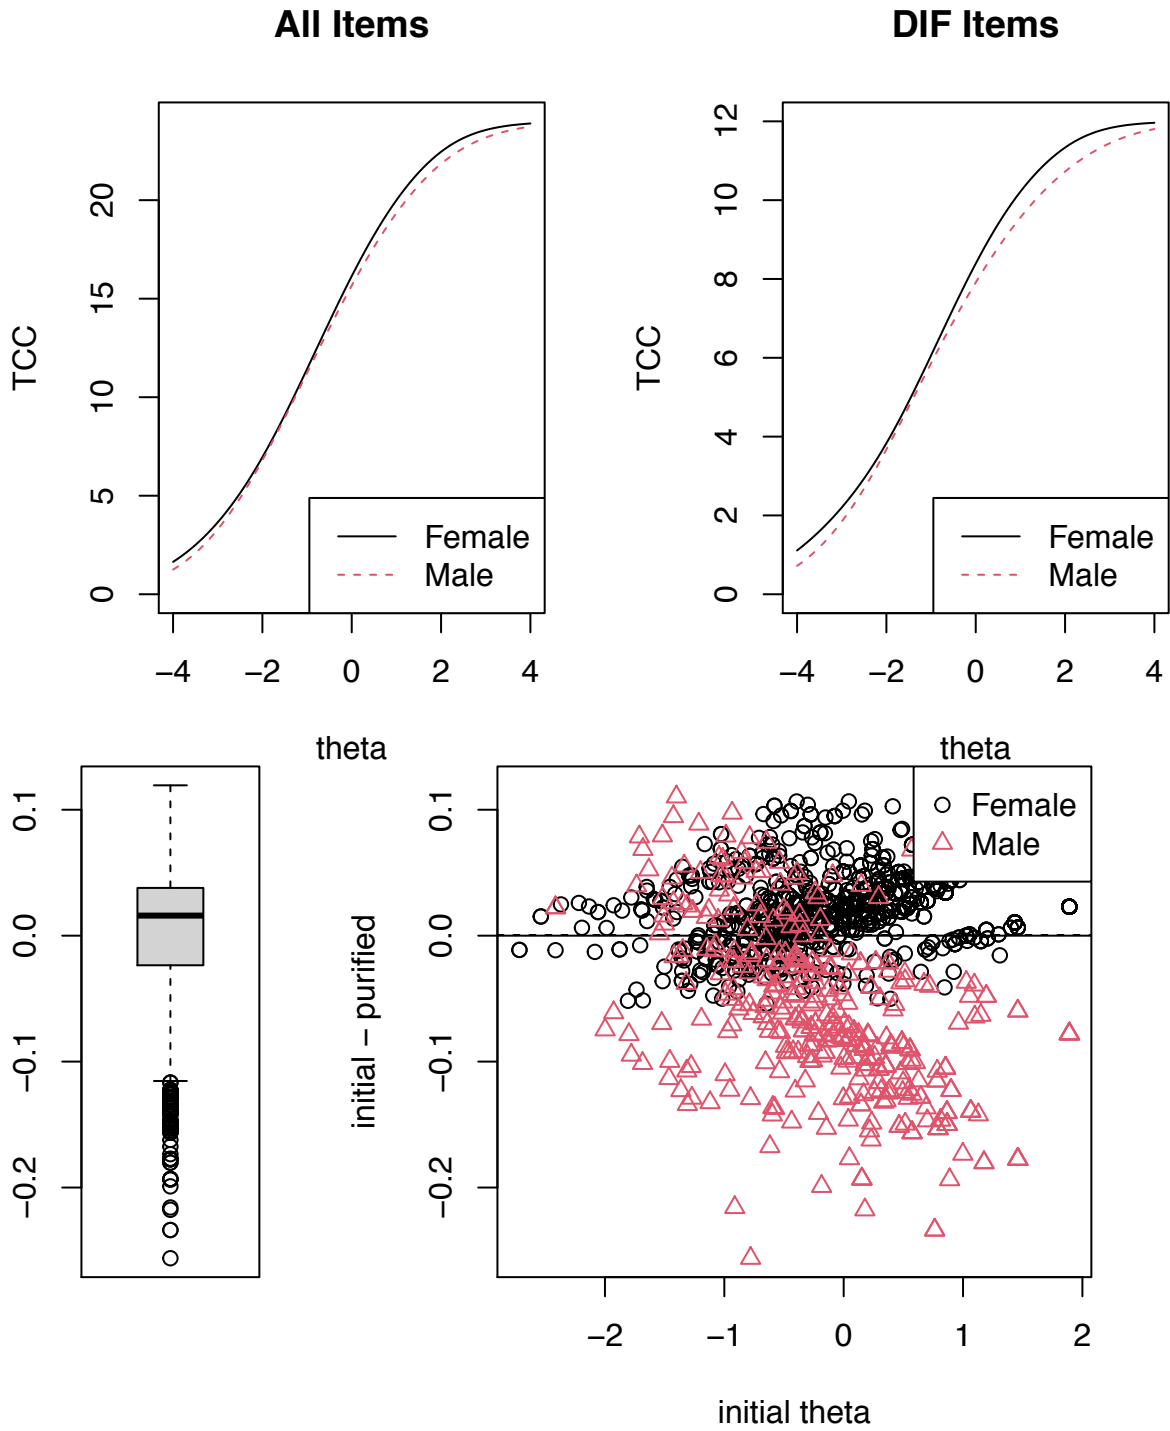 All Items
TCC
20
15
10
5
0
Female
Male
−4 −2 0 2 4
theta
DIF Items
TCC
12
10
8
6
4
2
0
Female
Male
−4 −2 0 2 4
theta
0.1
0.0
−0.1
−0.2
initial − purified
0.1
0.0
−0.1
−0.2
Female
Male
−2 −1 0 1 2
initial theta